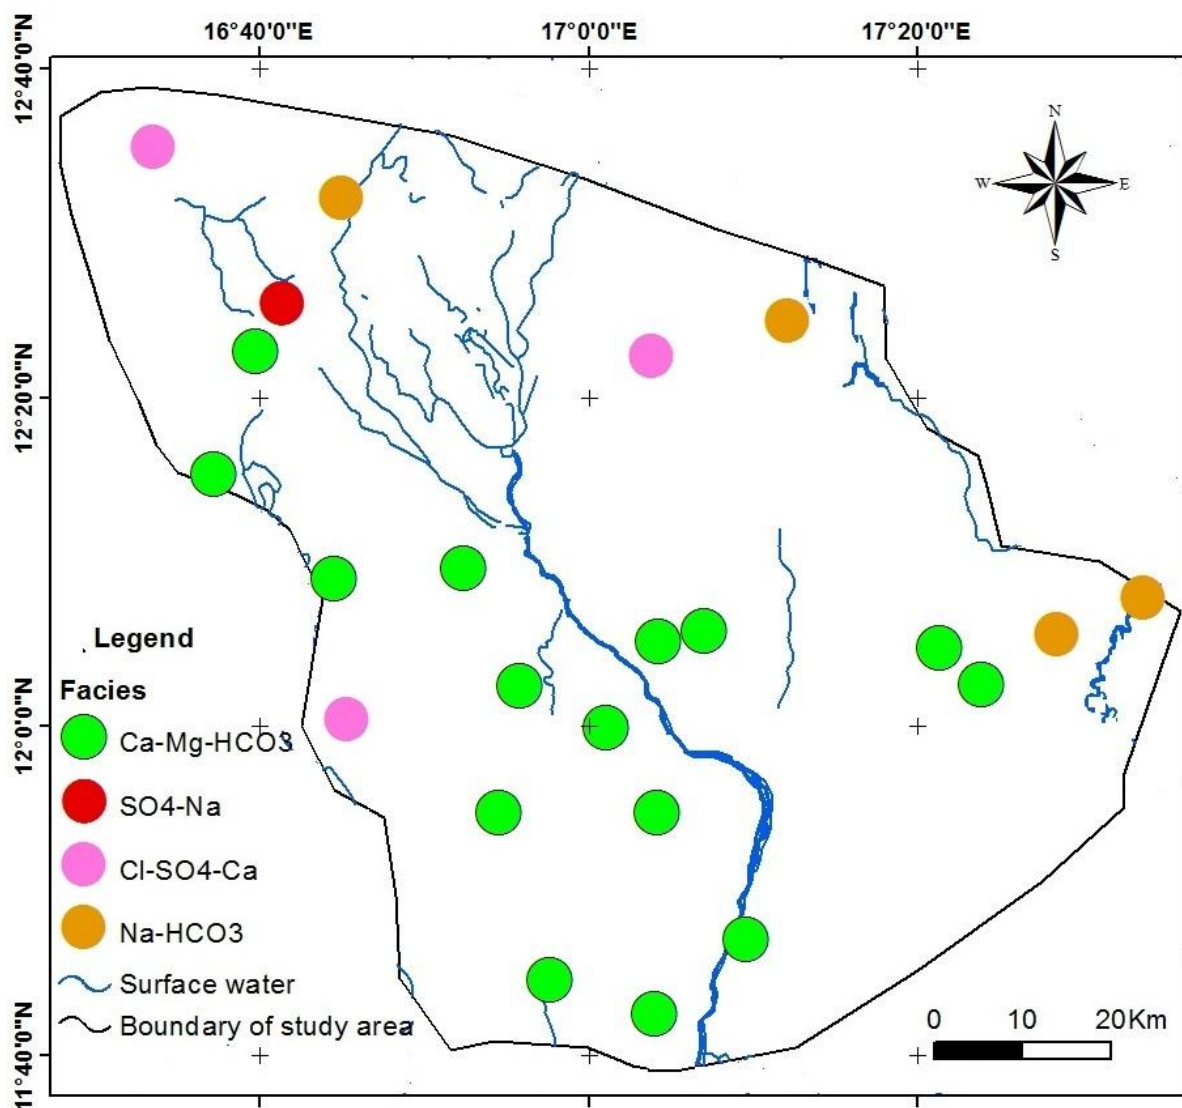 16°40'0"E 17°0'0"E 17°20'0"E
12°40'0"N
12°20'0"N
12°0'0"N
11°40'0"N
N
W E
S
Legend
Facies
Ca-Mg-HCO3
SO4-Na
Cl-SO4-Ca
Na-HCO3
Surface water
Boundary of study area
0 10 20Km